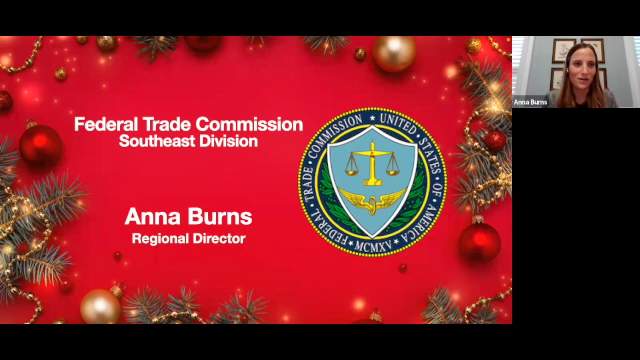 Federal Trade Commission
Southeast Division
Anna Burns
Regional Director
FEDERAL • TRADE • COMMISSION ★ UNITED • STATES • OF • AMERICA
★ MCMXV ★
Anna Burns